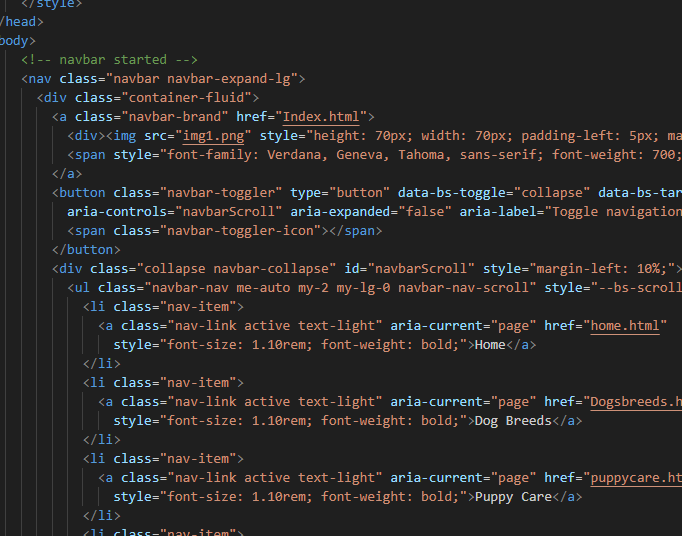 </style>
/head>
body>
<!-- navbar started -->
<nav class="navbar navbar-expand-lg">
<div class="container-fluid">
<a class="navbar-brand" href="Index.html">
<div><img src="img1.png" style="height: 70px; width: 70px; padding-left: 5px; ma
<span style="font-family: Verdana, Geneva, Tahoma, sans-serif; font-weight: 700;
</a>
<button class="navbar-toggler" type="button" data-bs-toggle="collapse" data-bs-tar
aria-controls="navbarScroll" aria-expanded="false" aria-label="Toggle navigation
<span class="navbar-toggler-icon"></span>
</button>
<div class="collapse navbar-collapse" id="navbarScroll" style="margin-left: 10%;">
<ul class="navbar-nav me-auto my-2 my-lg-0 navbar-nav-scroll" style="--bs-scroll
<li class="nav-item">
<a class="nav-link active text-light" aria-current="page" href="home.html"
style="font-size: 1.10rem; font-weight: bold;">Home</a>
</li>
<li class="nav-item">
<a class="nav-link active text-light" aria-current="page" href="Dogsbreeds.h
style="font-size: 1.10rem; font-weight: bold;">Dog Breeds</a>
</li>
<li class="nav-item">
<a class="nav-link active text-light" aria-current="page" href="puppycare.ht
style="font-size: 1.10rem; font-weight: bold;">Puppy Care</a>
</li>
<li class="nav-item">